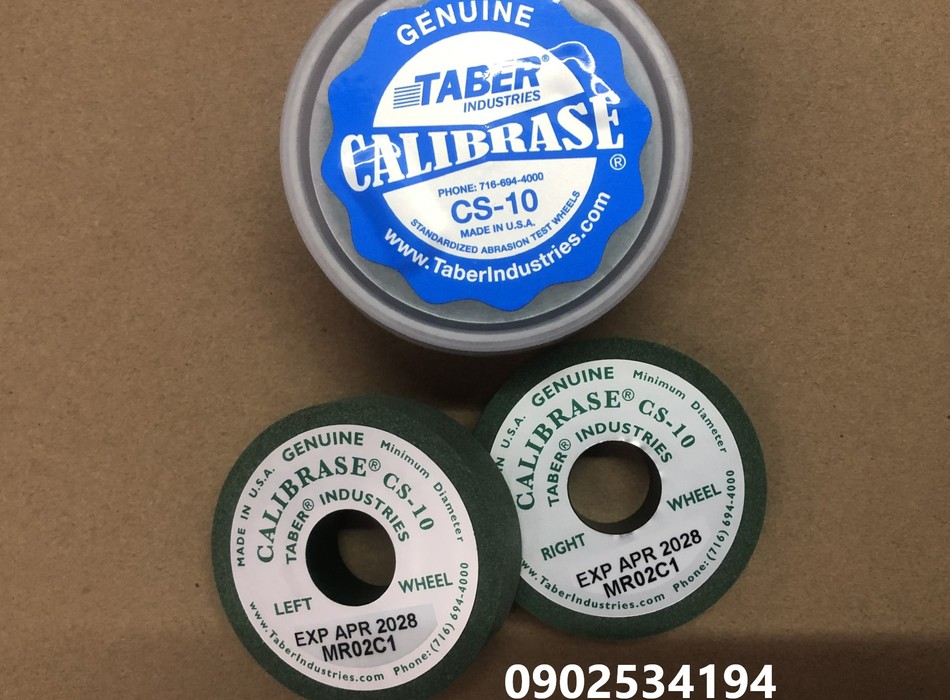 GENUINE
TABER®
INDUSTRIES
CALIBRASE®
PHONE: 716-694-4000
CS-10
MADE IN U.S.A.
STANDARDIZED ABRASION TEST WHEELS
www.TaberIndustries.com
MADE IN U.S.A. GENUINE Minimum Diameter
CALIBRASE® CS-10
TABER® INDUSTRIES
LEFT WHEEL
EXP APR 2028
MR02C1
www.TaberIndustries.com Phone:(716) 694-4000
IN U.S.A. GENUINE Minimum Diameter
CALIBRASE® CS-10
TABER® INDUSTRIES
RIGHT WHEEL
EXP APR 2028
MR02C1
www.TaberIndustries.com Phone:(716) 694-4000
0902534194